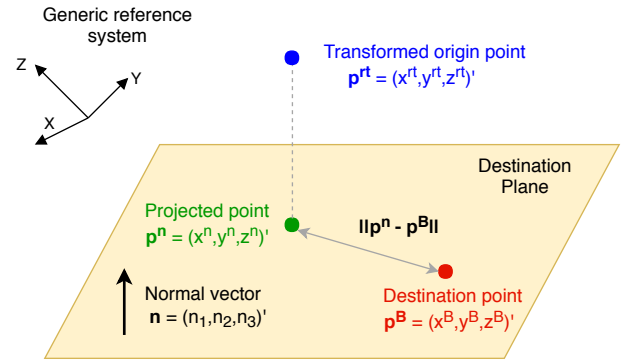 Generic reference
system
Z
Y
X
Transformed origin point
p^rt = (x^rt,y^rt,z^rt)'
Destination
Plane
Projected point
p^n = (x^n,y^n,z^n)'
||p^n - p^B||
Normal vector
n = (n₁,n₂,n₃)'
Destination point
p^B = (x^B,y^B,z^B)'